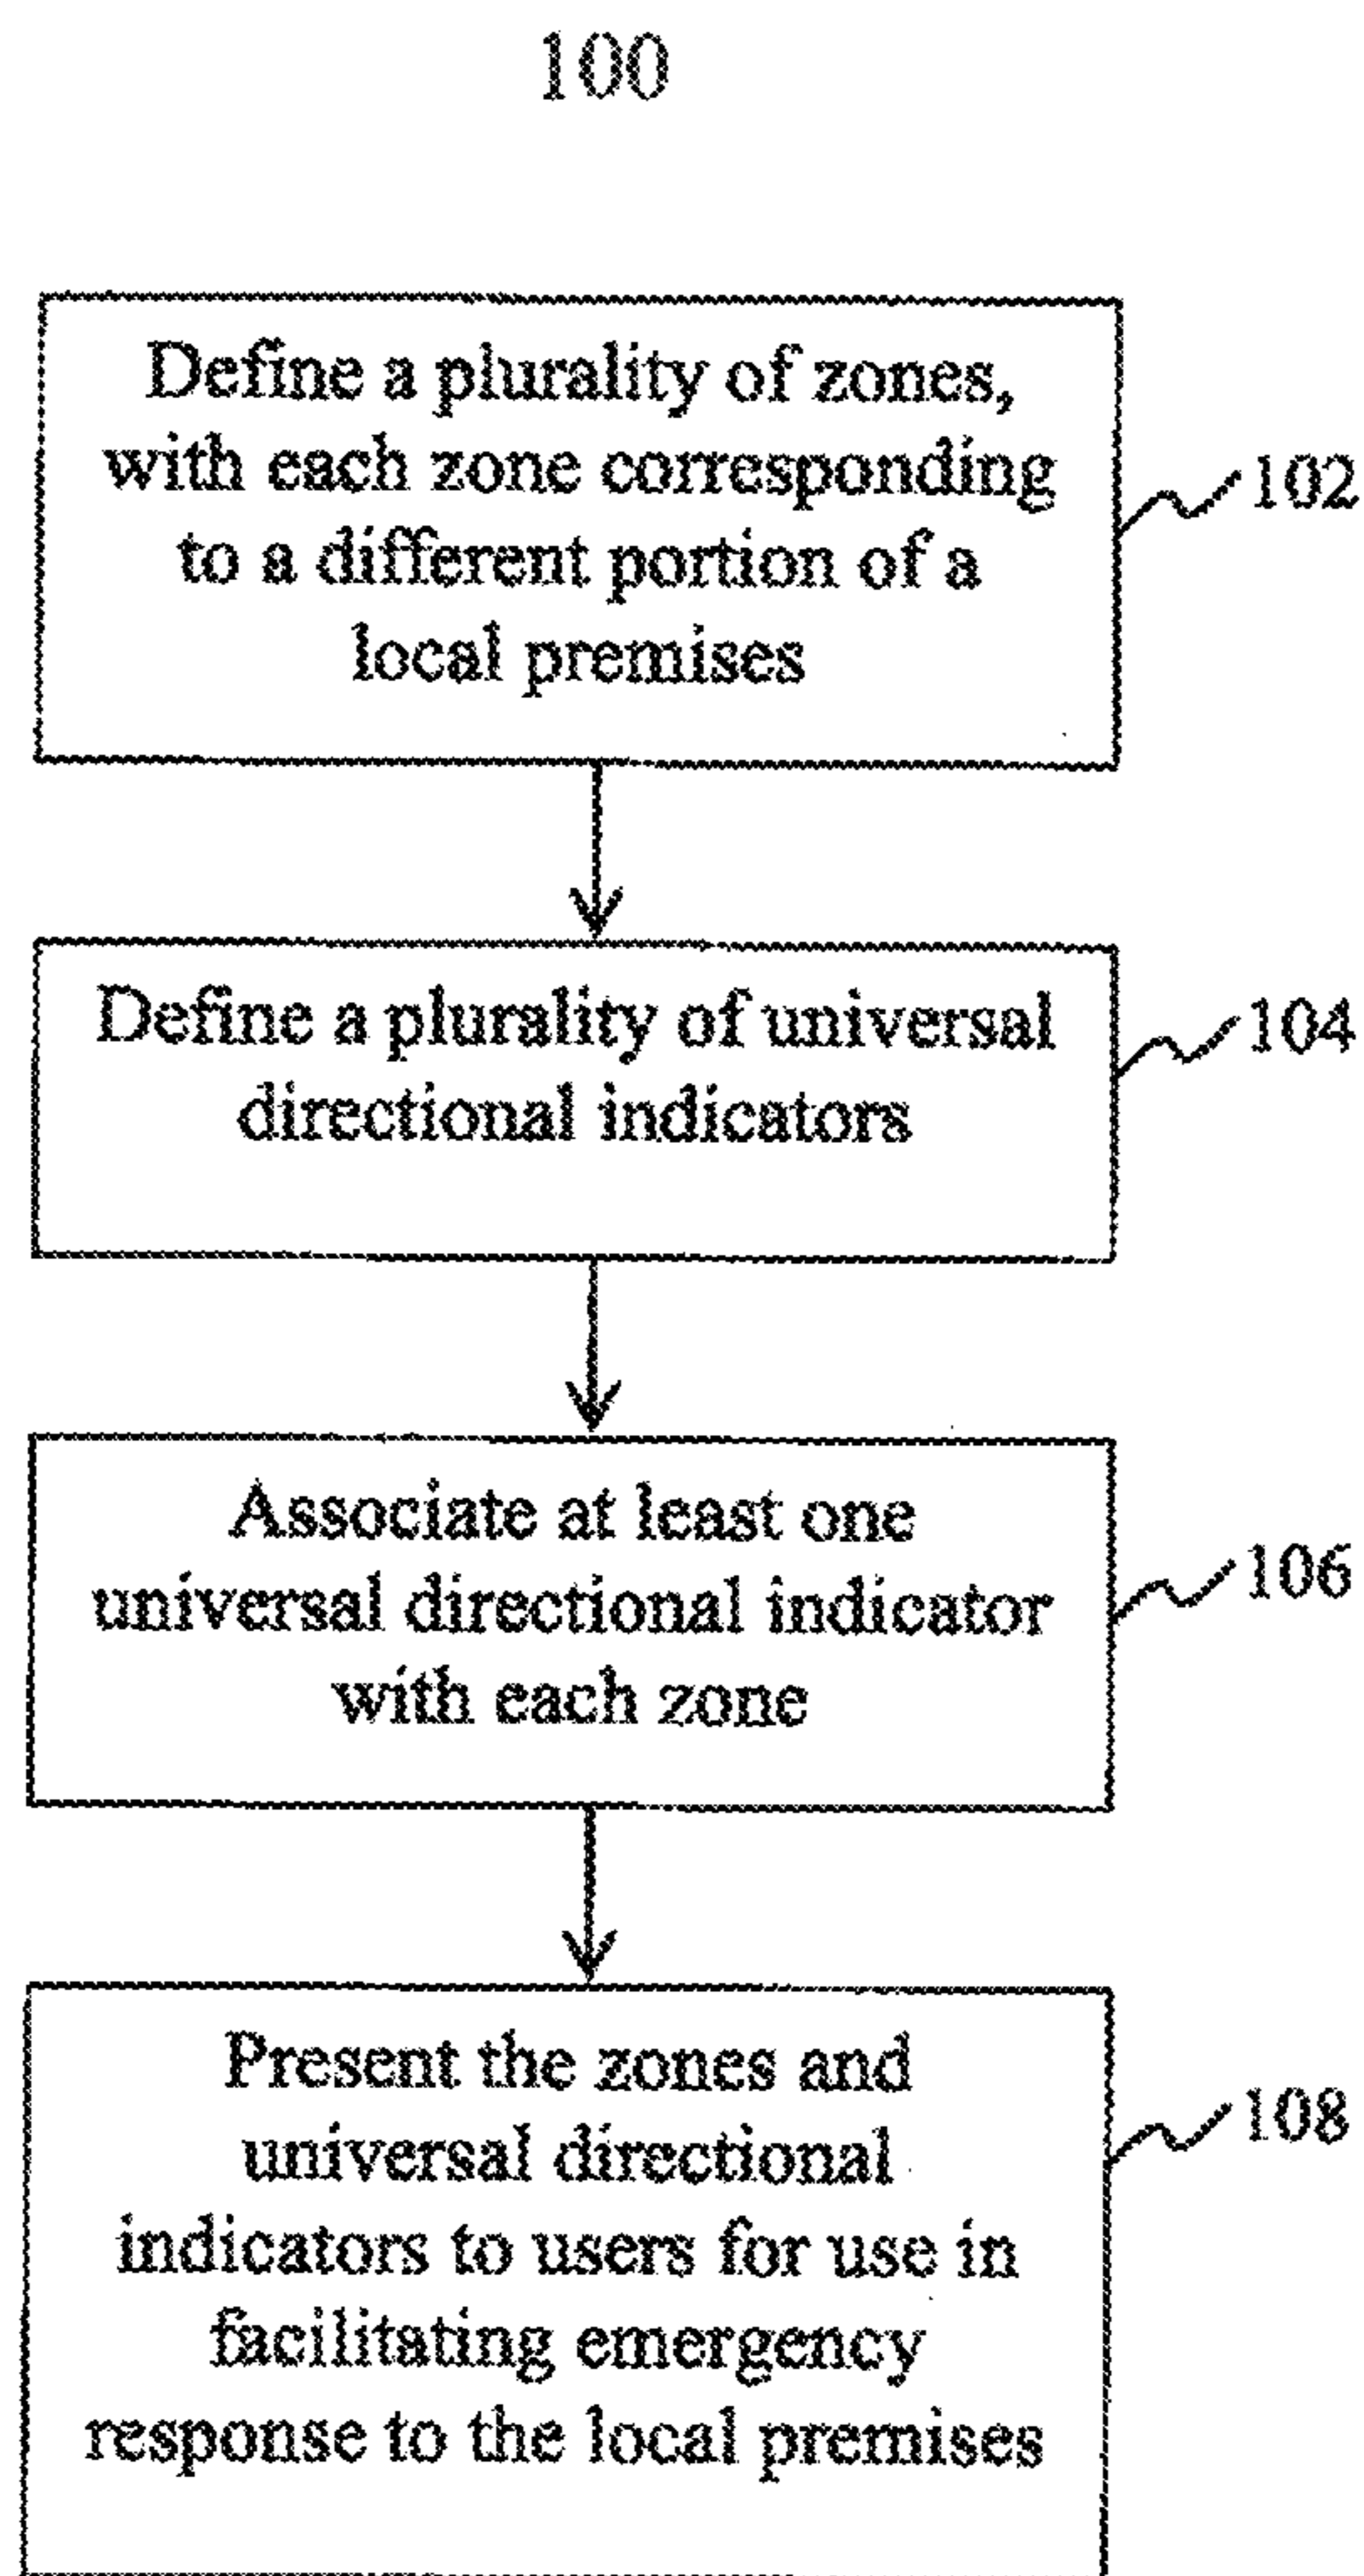 100
Define a plurality of zones,
with each zone corresponding
to a different portion of a
local premises
102
Define a plurality of universal
directional indicators
104
Associate at least one
universal directional indicator
with each zone
106
Present the zones and
universal directional
indicators to users for use in
facilitating emergency
response to the local premises
108